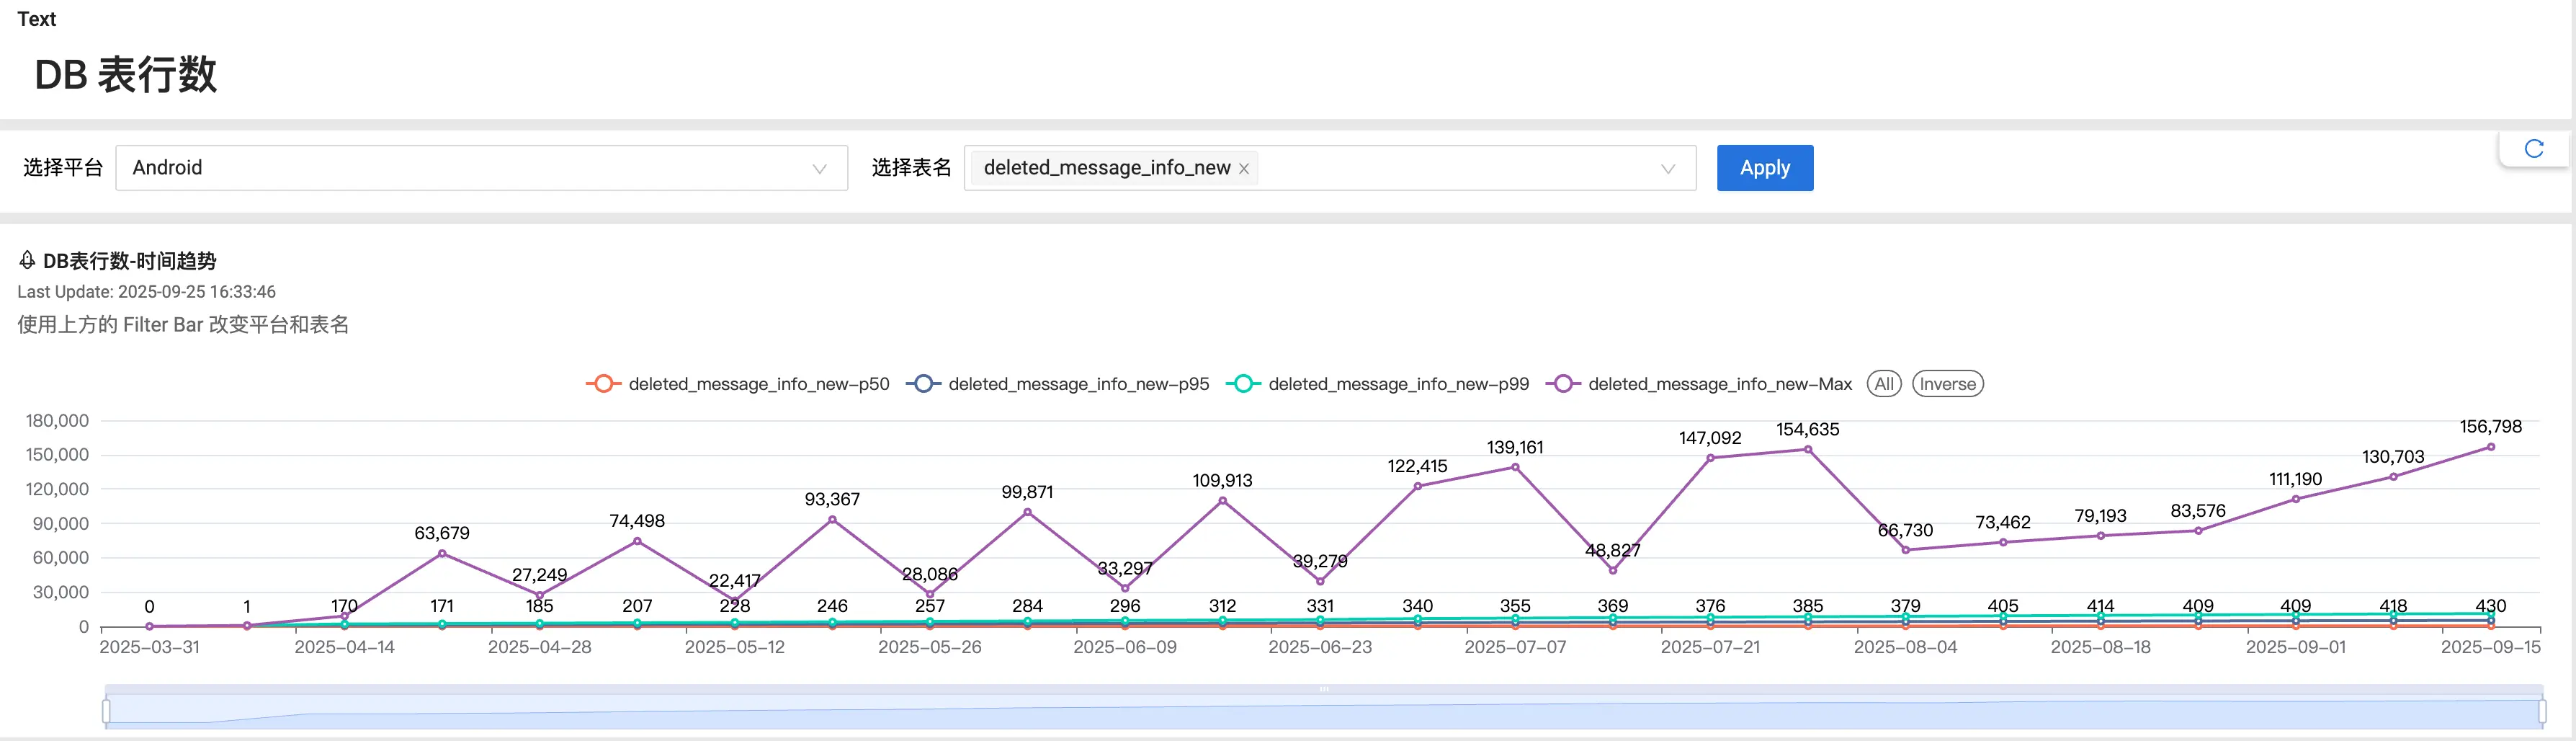 Text
DB 表行数
选择平台 Android 选择表名 deleted_message_info_new × Apply
DB表行数-时间趋势
Last Update: 2025-09-25 16:33:46
使用上方的 Filter Bar 改变平台和表名
deleted_message_info_new-p50 deleted_message_info_new-p95 deleted_message_info_new-p99 deleted_message_info_new-Max All Inverse
180,000
150,000
120,000
90,000
60,000
30,000
0
0 1 170 171 185 207 228 246 257 284 296 312 331 340 355 369 376 385 379 405 414 409 409 418 430
63,679 27,249 74,498 22,417 93,367 28,086 99,871 33,297 109,913 39,279 122,415 139,161 48,827 147,092 154,635 66,730 73,462 79,193 83,576 111,190 130,703 156,798
2025-03-31 2025-04-14 2025-04-28 2025-05-12 2025-05-26 2025-06-09 2025-06-23 2025-07-07 2025-07-21 2025-08-04 2025-08-18 2025-09-01 2025-09-15